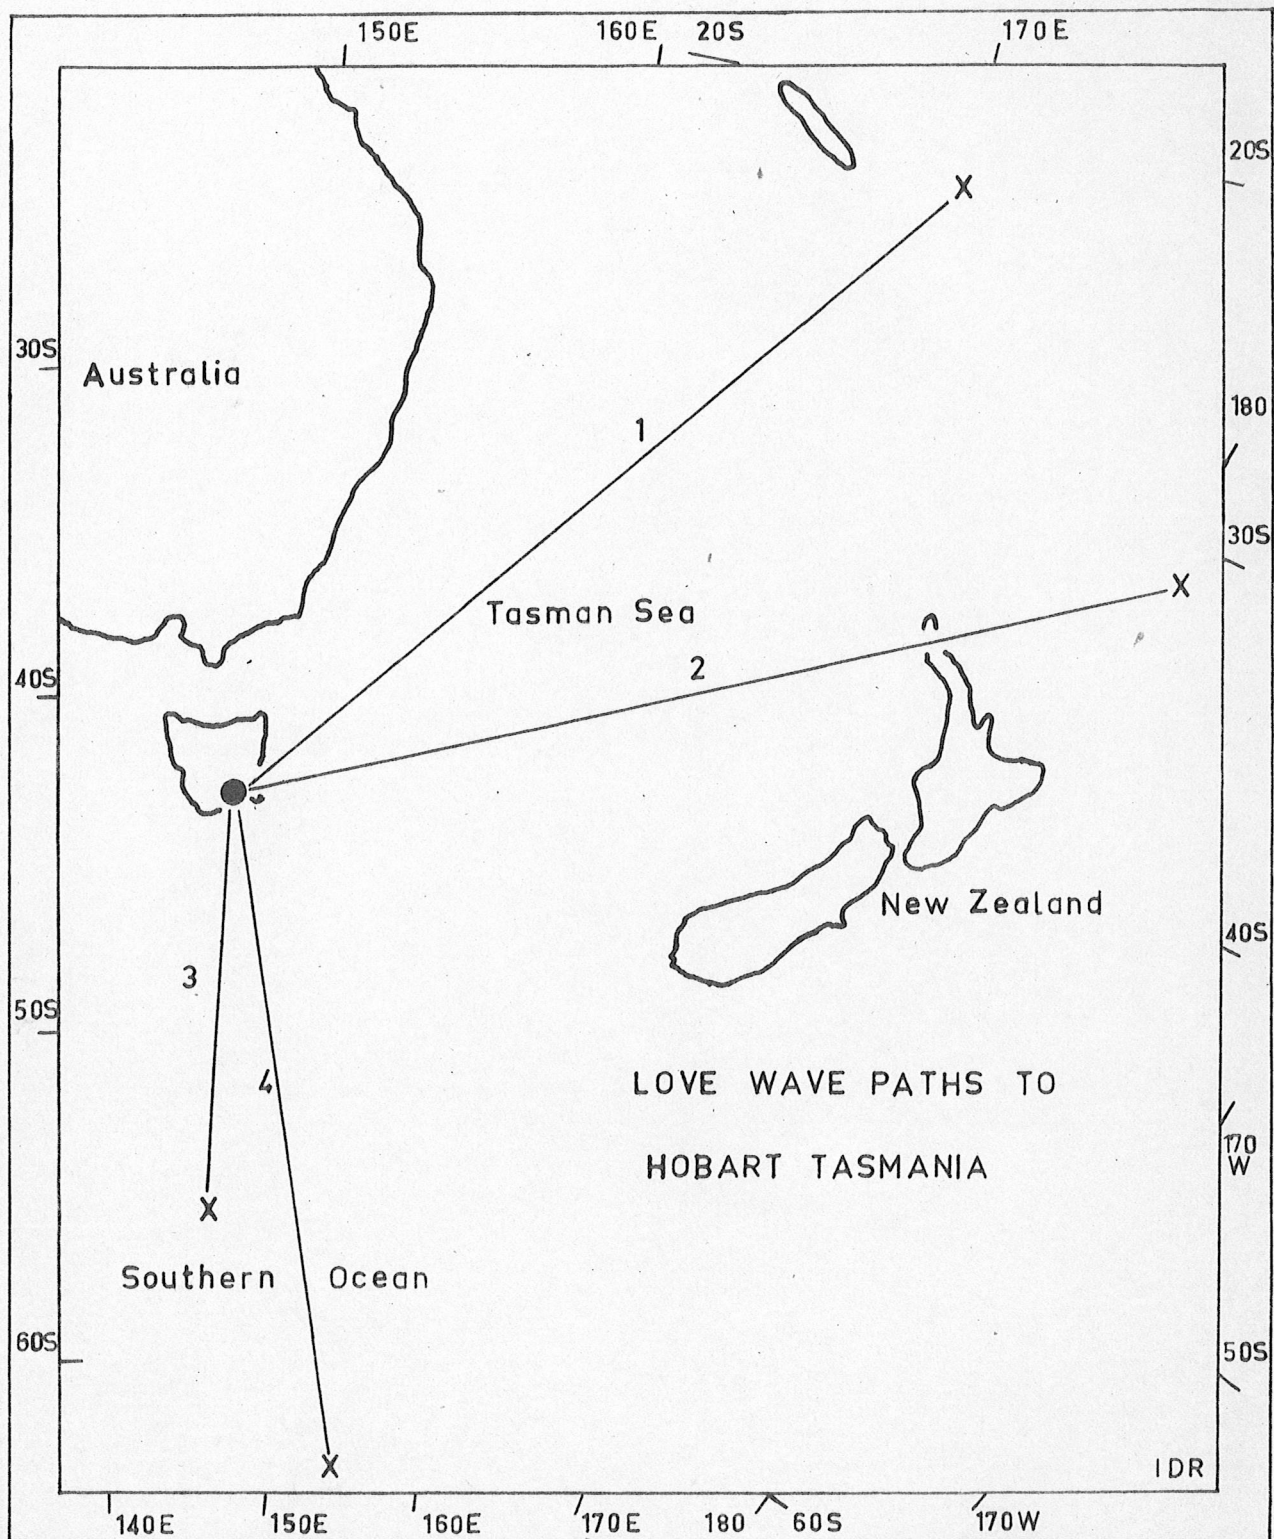 150E 160E 20S 170E
20S
30S
Australia
180
1
30S
Tasman Sea
2
40S
New Zealand
40S
3
50S
4
LOVE WAVE PATHS TO
170
W
HOBART TASMANIA
Southern Ocean
60S
50S
IDR
140E 150E 160E 170E 180 60S 170W